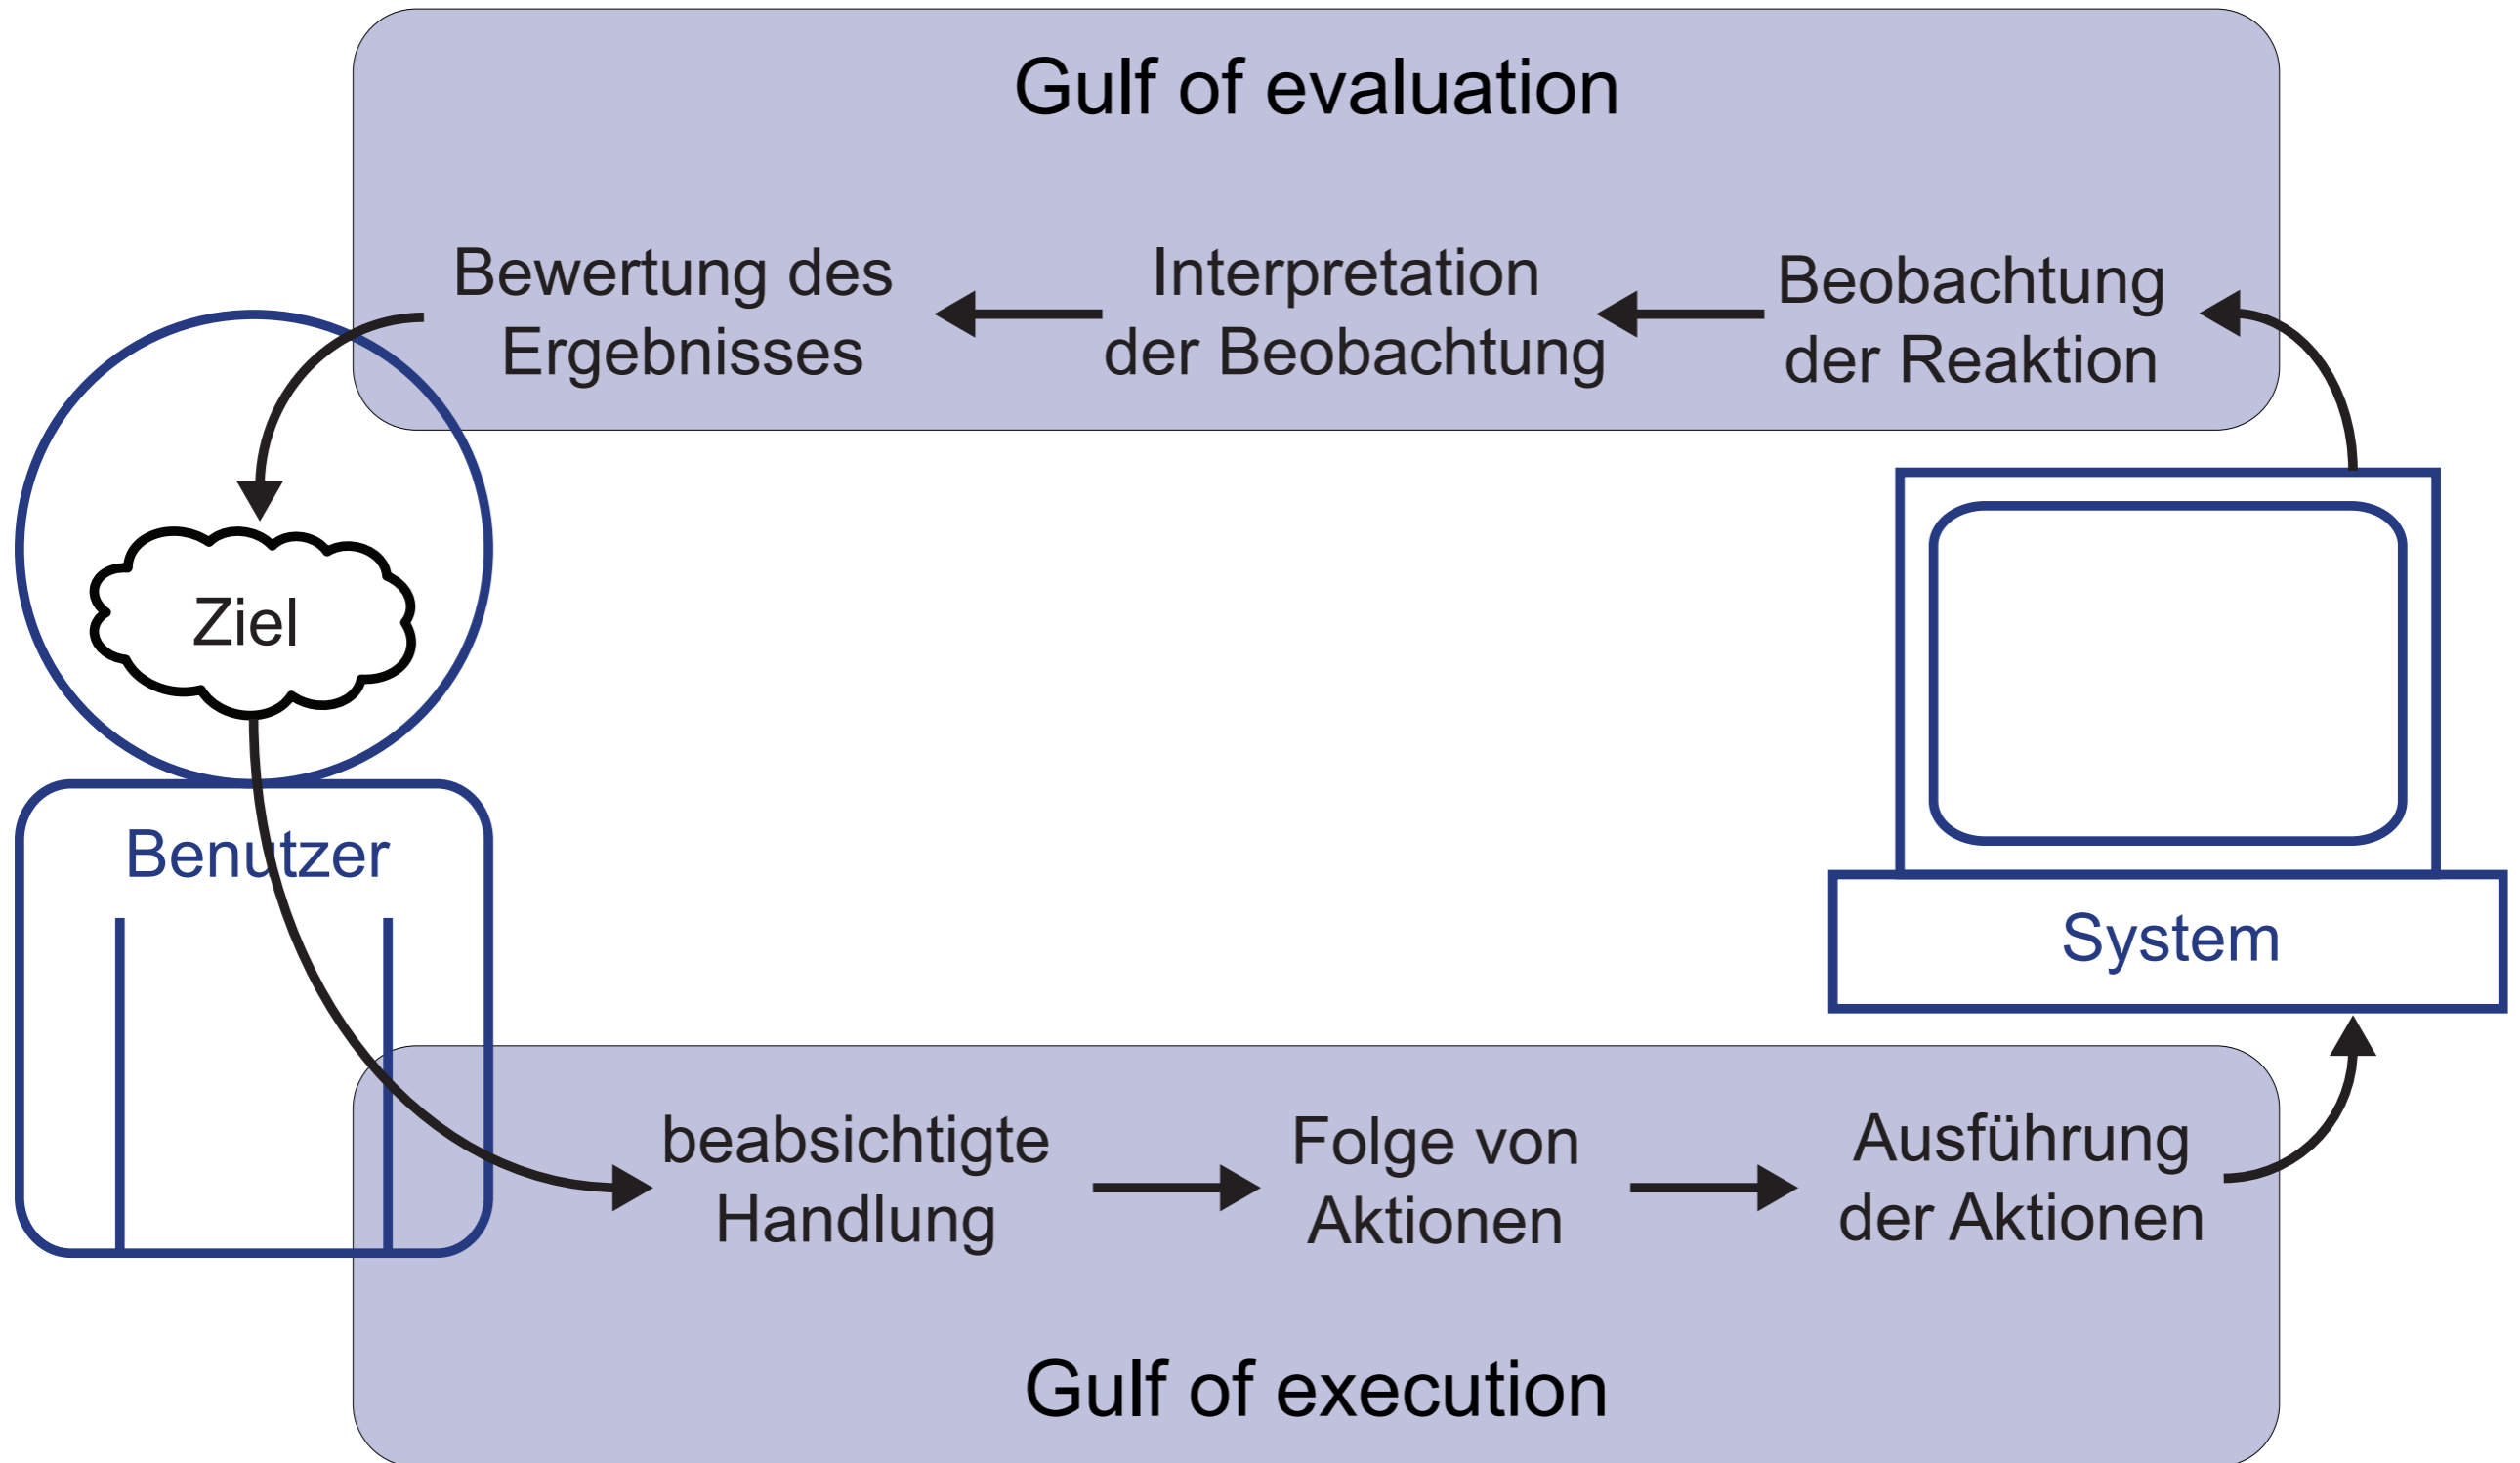 Gulf of evaluation
Bewertung des
Ergebnisses
Interpretation
der Beobachtung
Beobachtung
der Reaktion
Ziel
Benutzer
System
beabsichtigte
Handlung
Folge von
Aktionen
Ausführung
der Aktionen
Gulf of execution